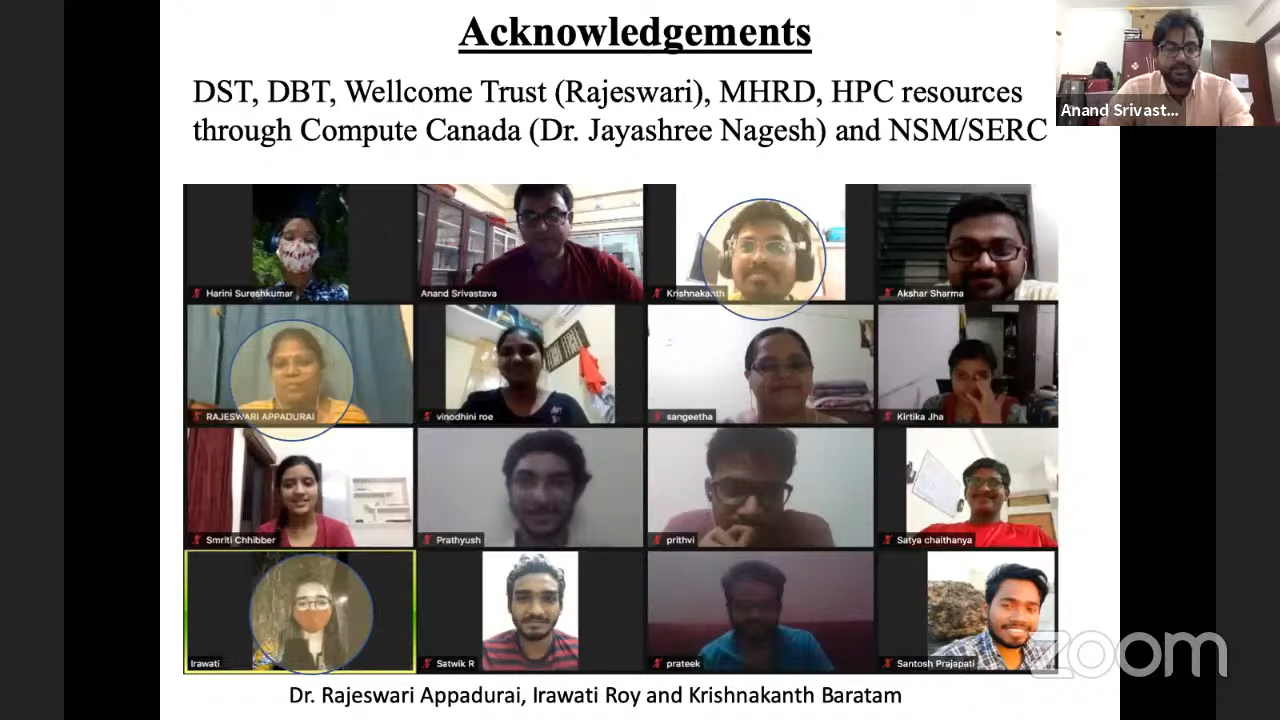 Acknowledgements
DST, DBT, Wellcome Trust (Rajeswari), MHRD, HPC resources
through Compute Canada (Dr. Jayashree Nagesh) and NSM/SERC
Anand Srivast...
Harini Sureshkumar
Anand Srivastava
Krishnakanth
Akshar Sharma
RAJESWARI APPADURAI
vinodhini roe
sangeetha
Kirtika Jha
Smriti Chhibber
Prathyush
prithvi
Satya chaithanya
Irawati
Satwik R
prateek
Santosh Prajapati
zoom
Dr. Rajeswari Appadurai, Irawati Roy and Krishnakanth Baratam